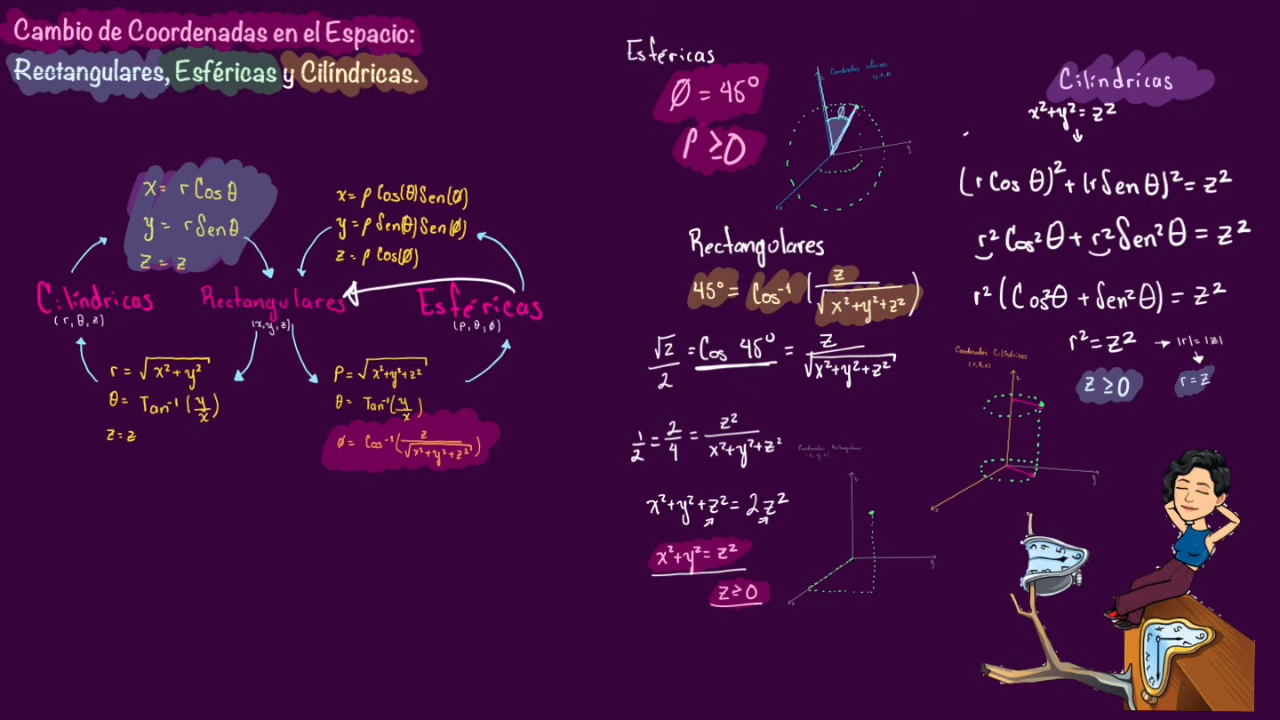 Cambio de Coordenadas en el Espacio:
Rectangulares, Esféricas y Cilíndricas.
x = r Cos θ
y = r Sen θ
z = z
x = ρ Cos(θ) Sen(ø)
y = ρ Sen(θ) Sen(ø)
z = ρ Cos(ø)
Cilíndricas
(r, θ, z)
Rectangulares
(x, y, z)
Esféricas
(ρ, θ, ø)
r = √(x²+y²)
θ = Tan⁻¹(y/x)
z = z
ρ = √(x²+y²+z²)
θ = Tan⁻¹(y/x)
ø = Cos⁻¹(z/√(x²+y²+z²))
Esféricas
ø = 45°
ρ ≥ 0
ø
y
Rectangulares
45° = Cos⁻¹(z/√(x²+y²+z²))
√2/2 = Cos 45° = z/√(x²+y²+z²)
1/2 = 2/4 = z²/(x²+y²+z²)
x²+y²+z² = 2z²
x²+y² = z²
z ≥ 0
Coordenadas Rectangulares
(x, y, z)
z
y
x
Cilíndricas
x²+y² = z²
(r Cos θ)² + (r Sen θ)² = z²
r² Cos² θ + r² Sen² θ = z²
r² (Cos² θ + Sen² θ) = z²
r² = z² → |r| = |z|
z ≥ 0
r = z
Coordenadas Cilíndricas
(r, θ, z)
z
y
x